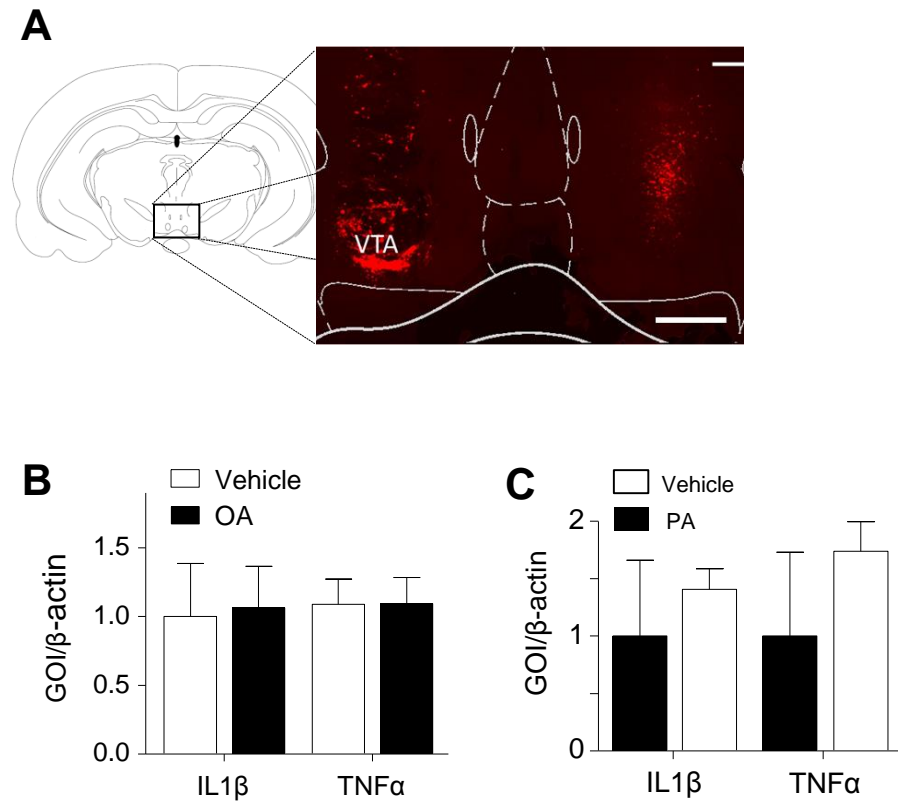 A
VTA
B
Vehicle
OA
GOI/β-actin
1.5
1.0
0.5
0.0
IL1β
TNFα
C
Vehicle
PA
GOI/β-actin
2
1
0
IL1β
TNFα